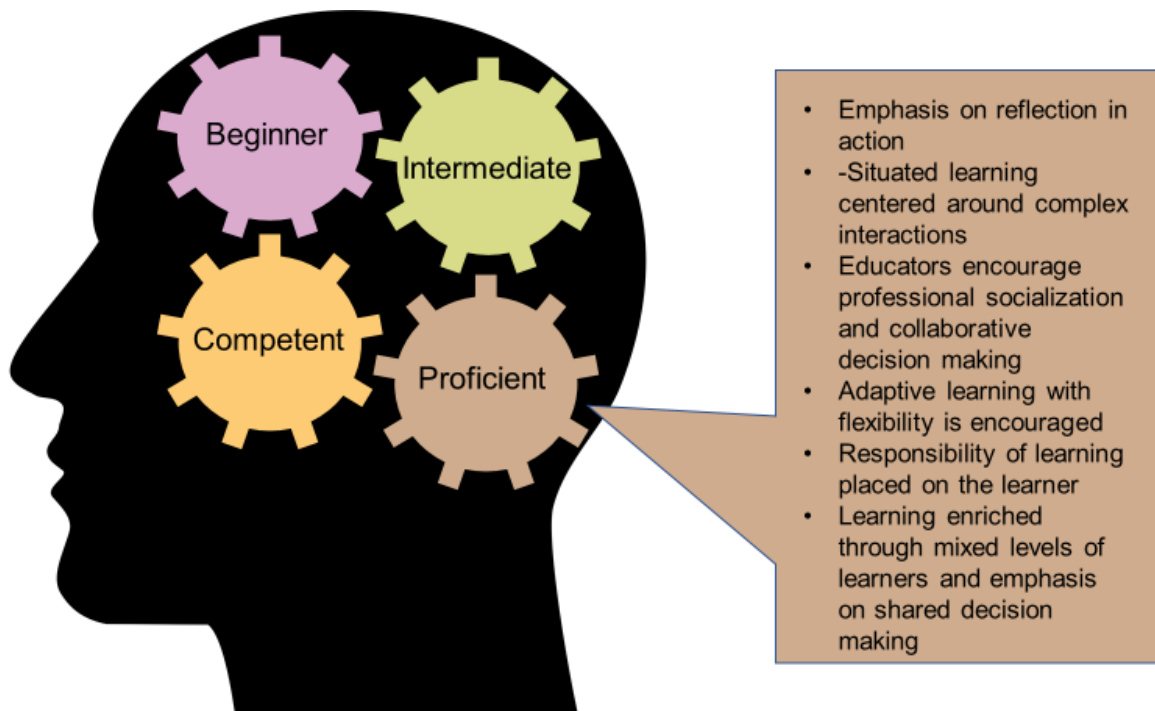 Beginner
Intermediate
Competent
Proficient
• Emphasis on reflection in
action
• -Situated learning
centered around complex
interactions
• Educators encourage
professional socialization
and collaborative
decision making
• Adaptive learning with
flexibility is encouraged
• Responsibility of learning
placed on the learner
• Learning enriched
through mixed levels of
learners and emphasis
on shared decision
making